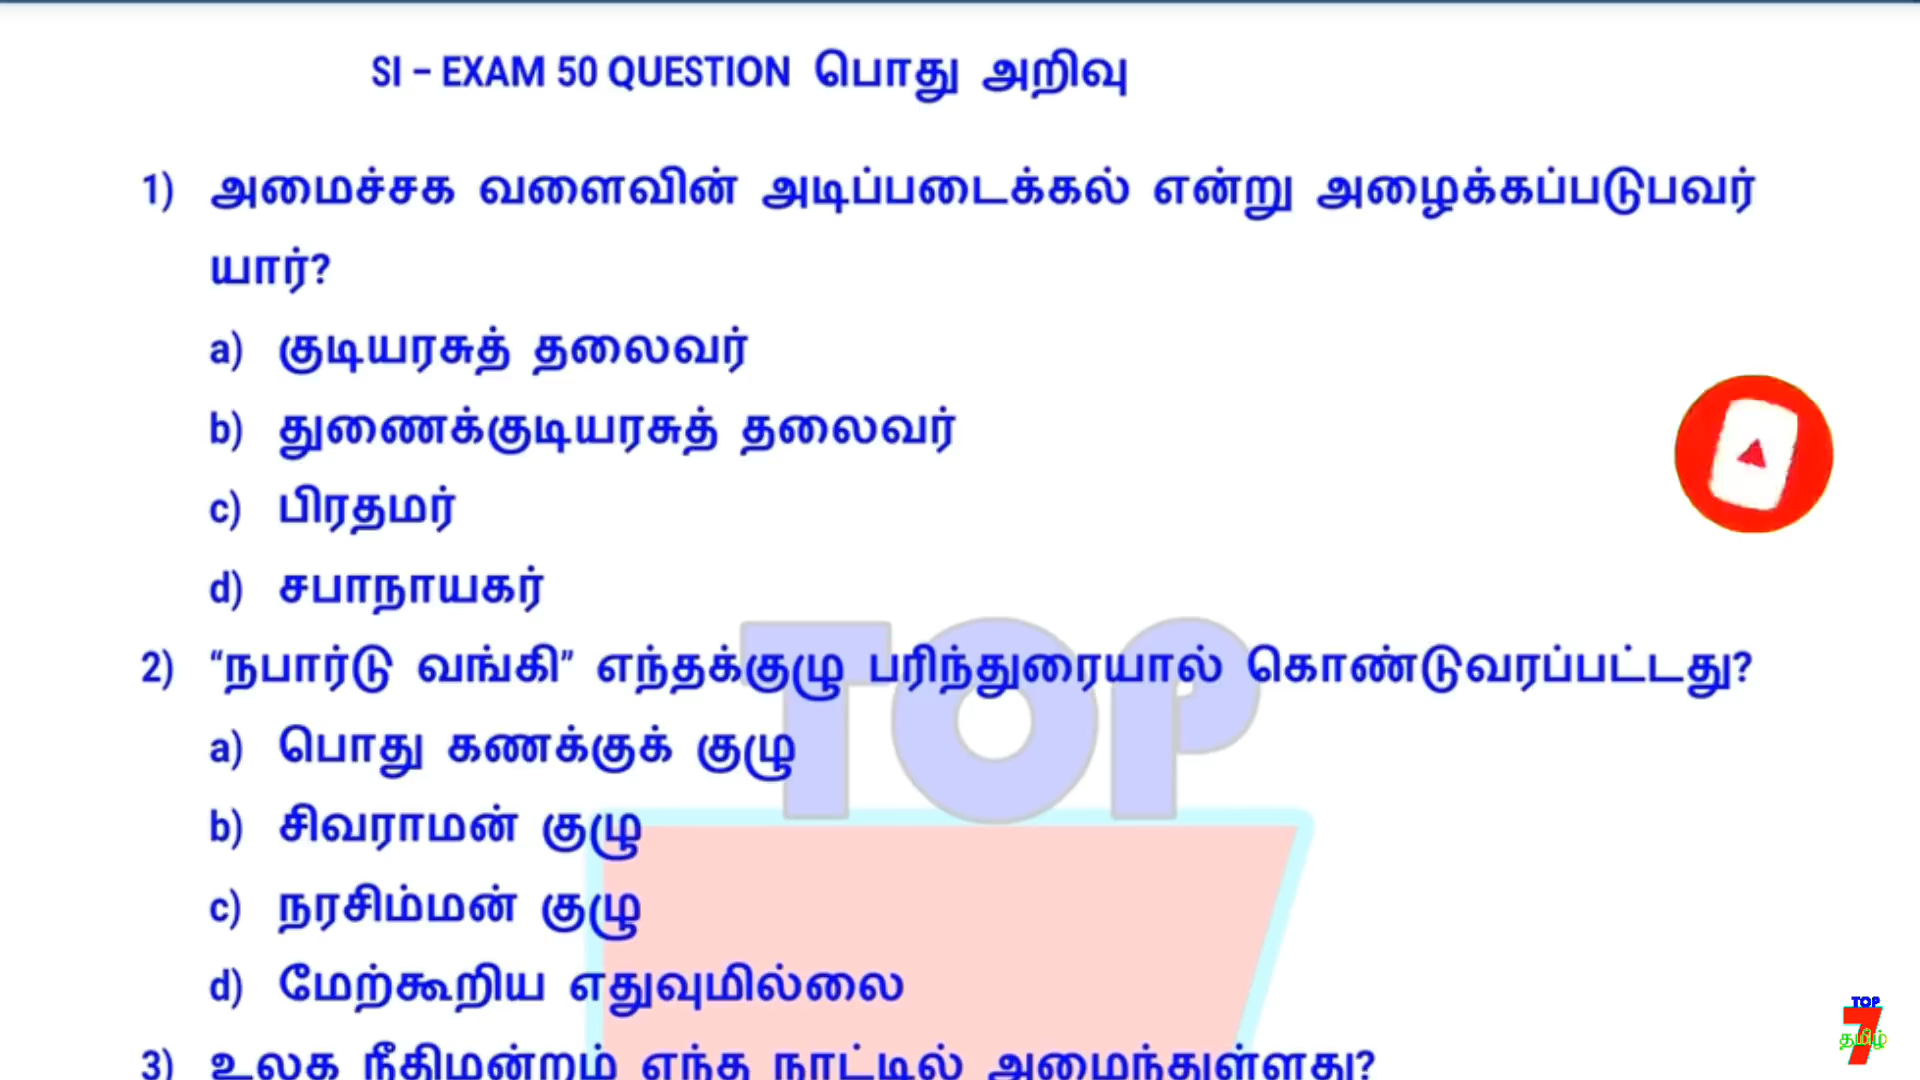 SI – EXAM 50 QUESTION பொது அறிவு
1) அமைச்சக வளைவின் அடிப்படைக்கல் என்று அழைக்கப்படுபவர்
யார்?
a) குடியரசுத் தலைவர்
b) துணைக்குடியரசுத் தலைவர்
c) பிரதமர்
d) சபாநாயகர்
2) “நபார்டு வங்கி” எந்தக்குழு பரிந்துரையால் கொண்டுவரப்பட்டது?
a) பொது கணக்குக் குழு
b) சிவராமன் குழு
c) நரசிம்மன் குழு
d) மேற்கூறிய எதுவுமில்லை
3) உலக நீதிமன்றம் எந்த நாட்டில் அமைந்துள்ளது?
TOP
TOP
7
தமிழ்